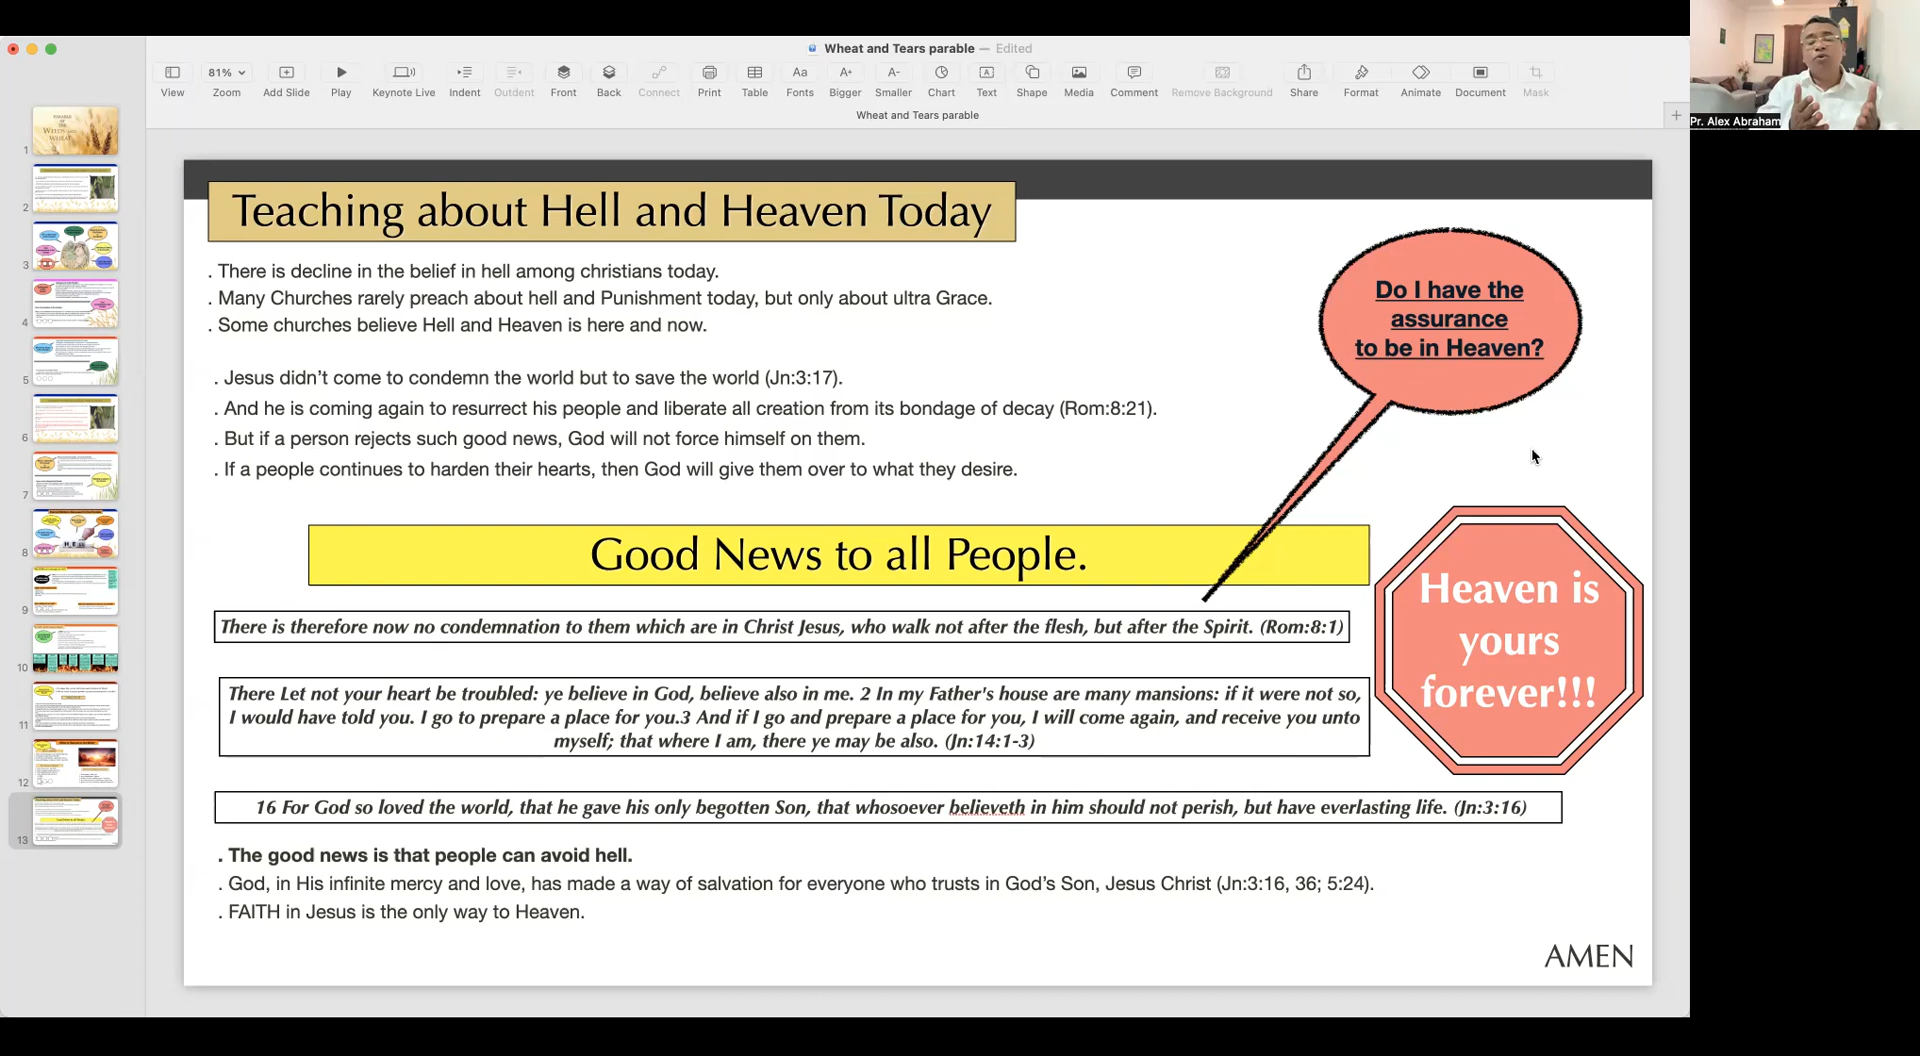 Wheat and Tears parable — Edited
81%
View Zoom Add Slide Play Keynote Live Indent Outdent Front Back Connect Print Table Fonts Bigger Smaller Chart Text Shape Media Comment Remove Background Share Format Animate Document Mask
Wheat and Tears parable
Pr. Alex Abraham
1
2
3
4
5
6
7
8
9
10
11
12
13
Teaching about Hell and Heaven Today
. There is decline in the belief in hell among christians today.
. Many Churches rarely preach about hell and Punishment today, but only about ultra Grace.
. Some churches believe Hell and Heaven is here and now.
Do I have the
assurance
to be in Heaven?
. Jesus didn’t come to condemn the world but to save the world (Jn:3:17).
. And he is coming again to resurrect his people and liberate all creation from its bondage of decay (Rom:8:21).
. But if a person rejects such good news, God will not force himself on them.
. If a people continues to harden their hearts, then God will give them over to what they desire.
Good News to all People.
Heaven is
yours
forever!!!
There is therefore now no condemnation to them which are in Christ Jesus, who walk not after the flesh, but after the Spirit. (Rom:8:1)
There Let not your heart be troubled: ye believe in God, believe also in me. 2 In my Father's house are many mansions: if it were not so,
I would have told you. I go to prepare a place for you.3 And if I go and prepare a place for you, I will come again, and receive you unto
myself; that where I am, there ye may be also. (Jn:14:1-3)
16 For God so loved the world, that he gave his only begotten Son, that whosoever believeth in him should not perish, but have everlasting life. (Jn:3:16)
. The good news is that people can avoid hell.
. God, in His infinite mercy and love, has made a way of salvation for everyone who trusts in God’s Son, Jesus Christ (Jn:3:16, 36; 5:24).
. FAITH in Jesus is the only way to Heaven.
AMEN